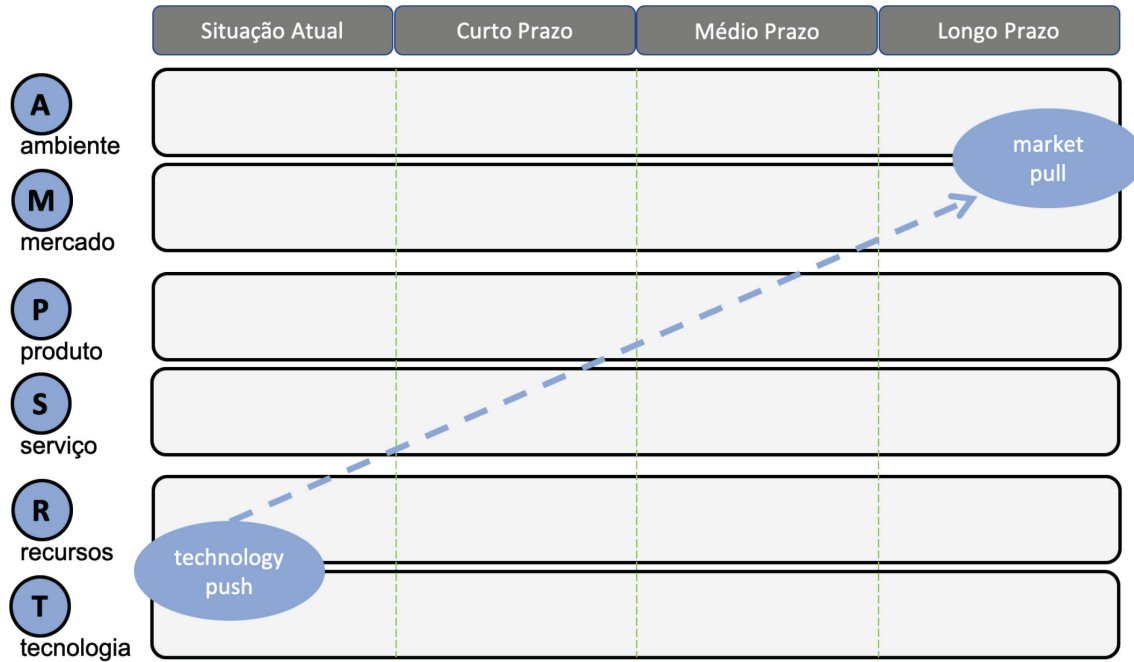 Situação Atual
Curto Prazo
Médio Prazo
Longo Prazo
A
ambiente
market
pull
M
mercado
P
produto
S
serviço
R
recursos
technology
push
T
tecnologia